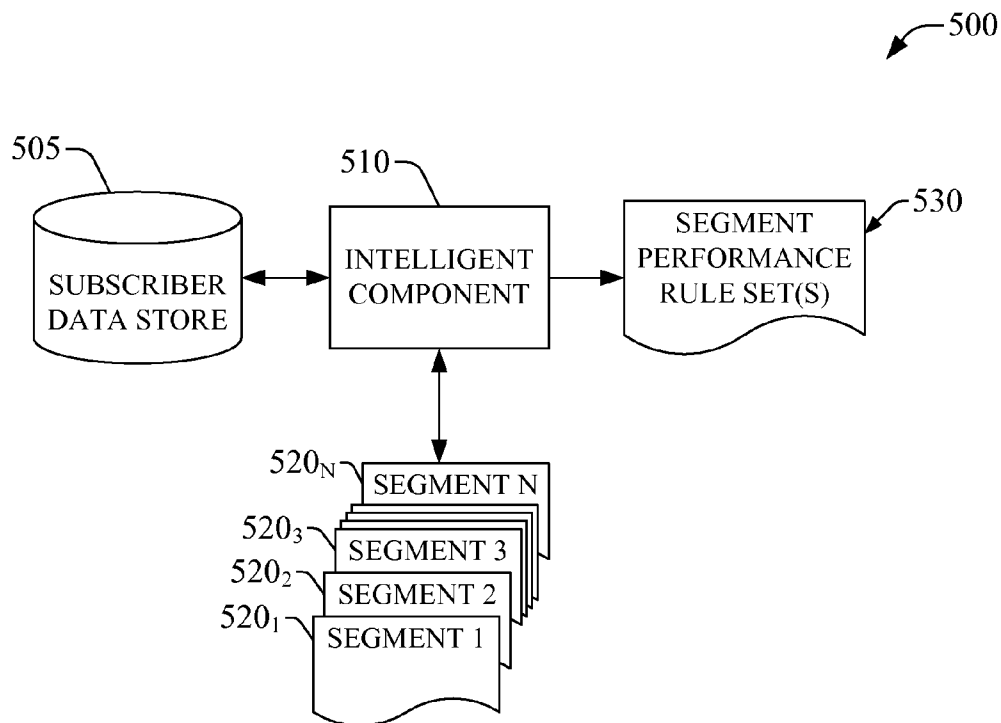 500
505
510
530
SUBSCRIBER
DATA STORE
INTELLIGENT
COMPONENT
SEGMENT
PERFORMANCE
RULE SET(S)
520N
SEGMENT N
5203
SEGMENT 3
5202
SEGMENT 2
5201
SEGMENT 1